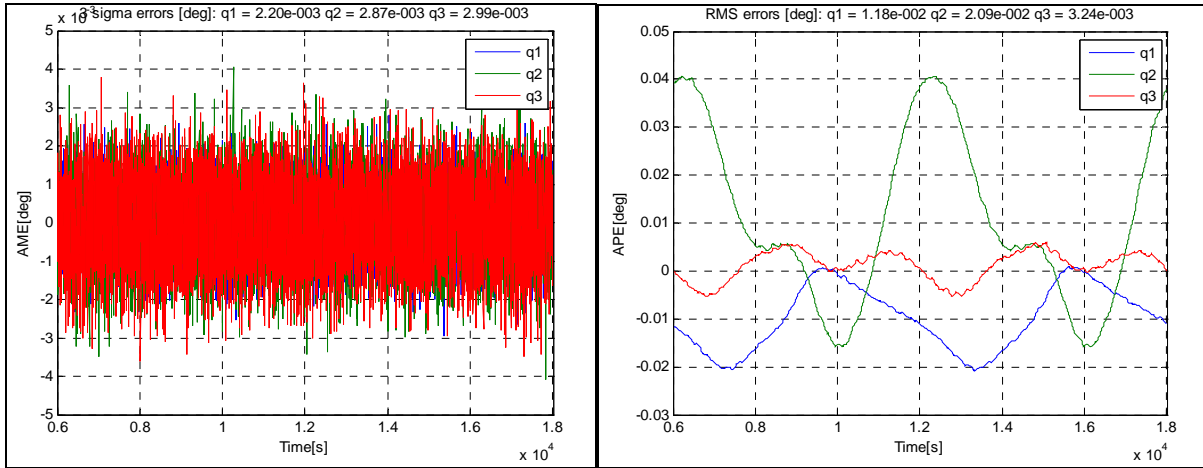 3 sigma errors [deg]: q1 = 2.20e-003 q2 = 2.87e-003 q3 = 2.99e-003
x 10^-3
5
4
3
2
1
0
-1
-2
-3
-4
-5
AME[deg]
q1
q2
q3
0.6 0.8 1 1.2 1.4 1.6 1.8
Time[s]
x 10^4
RMS errors [deg]: q1 = 1.18e-002 q2 = 2.09e-002 q3 = 3.24e-003
0.05
0.04
0.03
0.02
0.01
0
-0.01
-0.02
-0.03
APE[deg]
q1
q2
q3
0.6 0.8 1 1.2 1.4 1.6 1.8
Time[s]
x 10^4